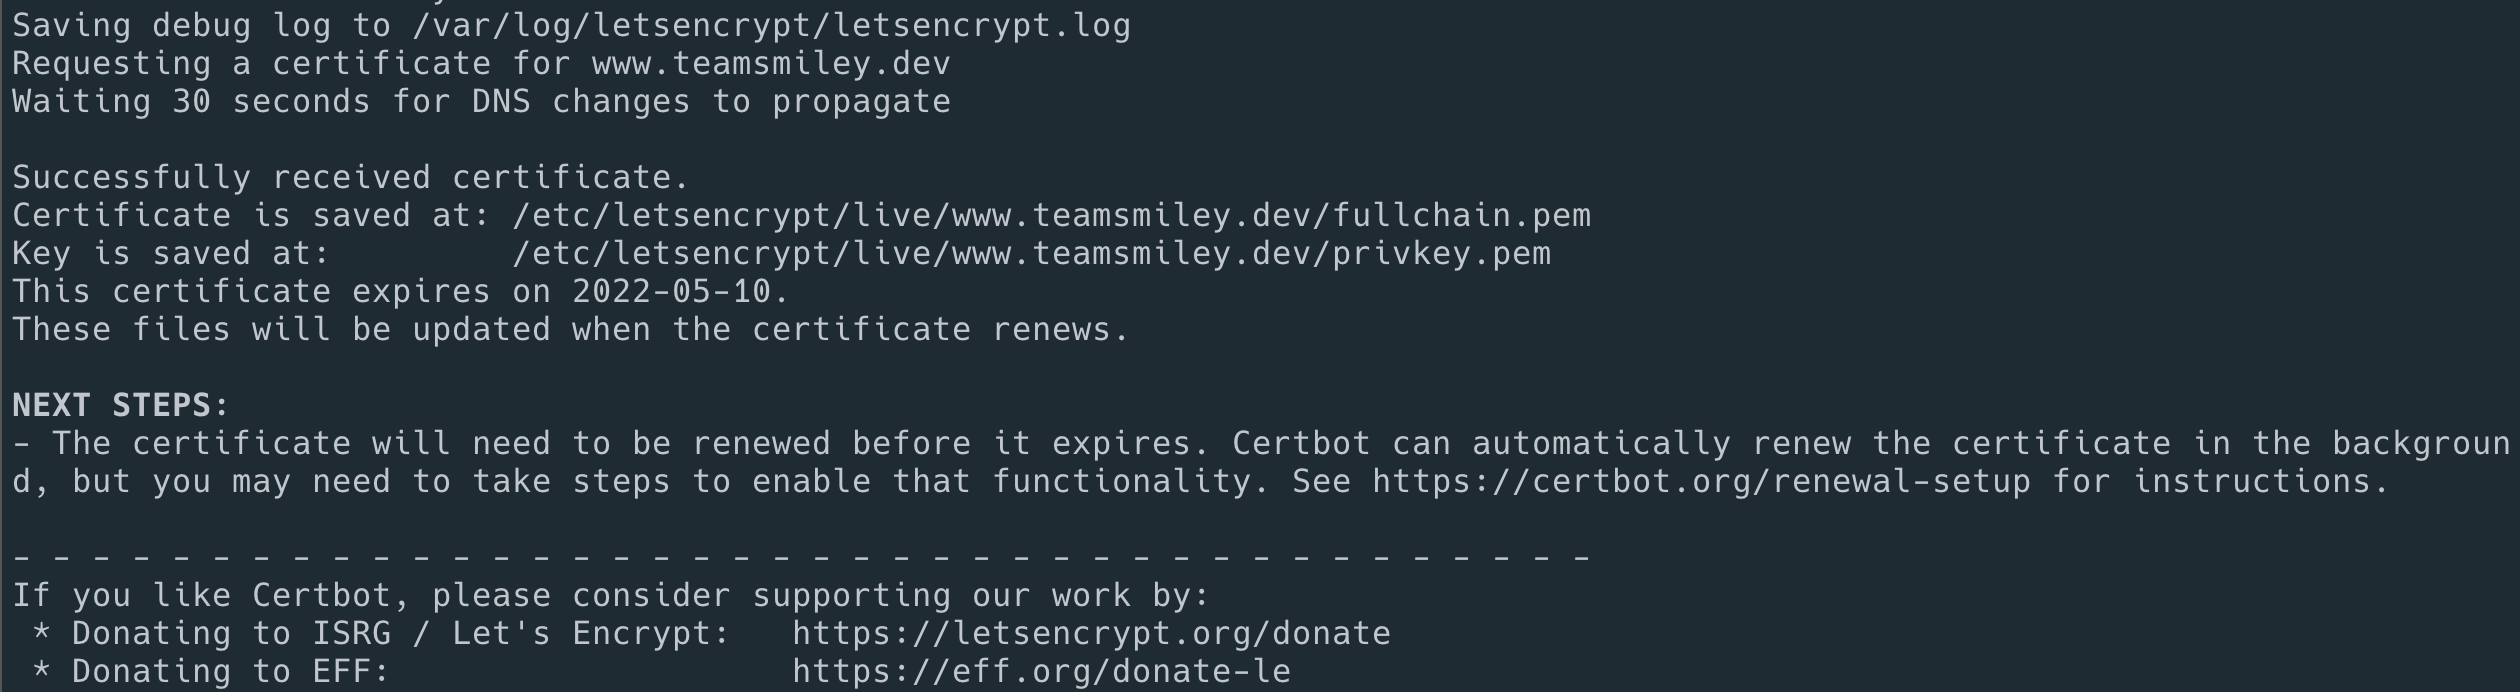 Saving debug log to /var/log/letsencrypt/letsencrypt.log
Requesting a certificate for www.teamsmiley.dev
Waiting 30 seconds for DNS changes to propagate
Successfully received certificate.
Certificate is saved at: /etc/letsencrypt/live/www.teamsmiley.dev/fullchain.pem
Key is saved at:         /etc/letsencrypt/live/www.teamsmiley.dev/privkey.pem
This certificate expires on 2022-05-10.
These files will be updated when the certificate renews.
NEXT STEPS:
- The certificate will need to be renewed before it expires. Certbot can automatically renew the certificate in the backgroun
d, but you may need to take steps to enable that functionality. See https://certbot.org/renewal-setup for instructions.
- - - - - - - - - - - - - - - - - - - - - - - - - - - - - - - - - - - - - - - -
If you like Certbot, please consider supporting our work by:
 * Donating to ISRG / Let's Encrypt:   https://letsencrypt.org/donate
 * Donating to EFF:                    https://eff.org/donate-le